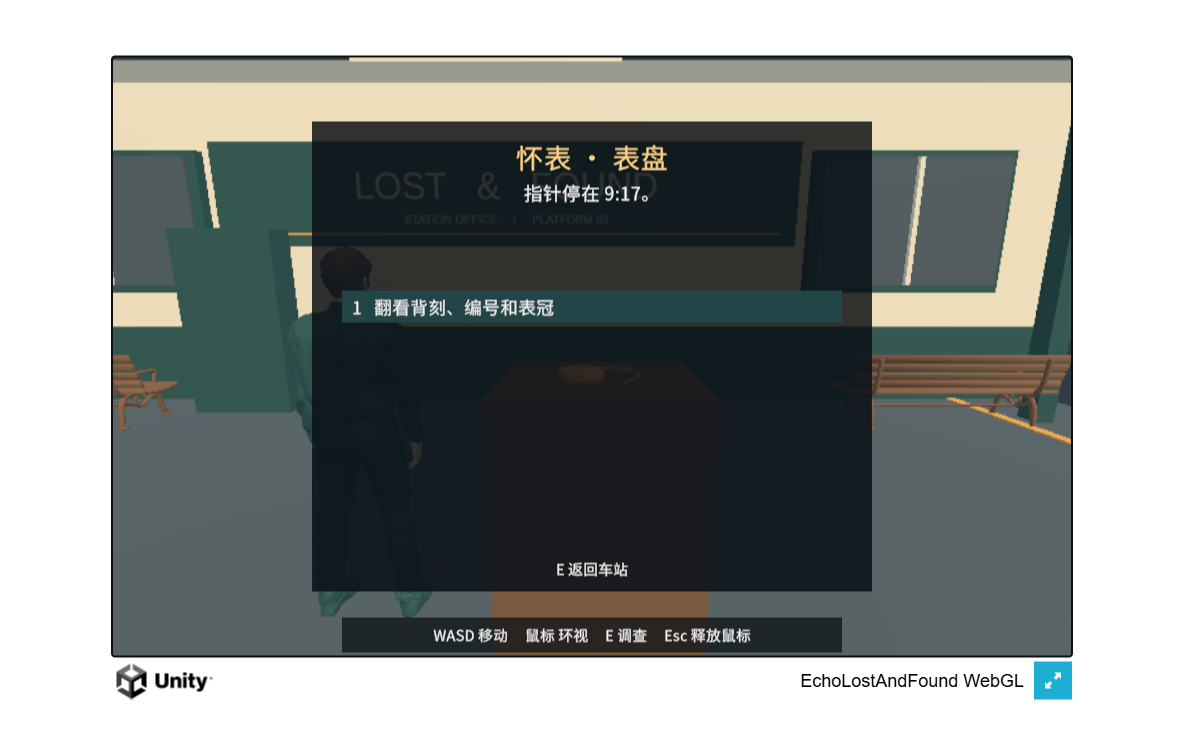 怀表 · 表盘
LOST & FOUND
指针停在 9:17。
STATION OFFICE / PLATFORM 02
1 翻看背刻、编号和表冠
E 返回车站
WASD 移动 鼠标 环视 E 调查 Esc 释放鼠标
Unity
EchoLostAndFound WebGL